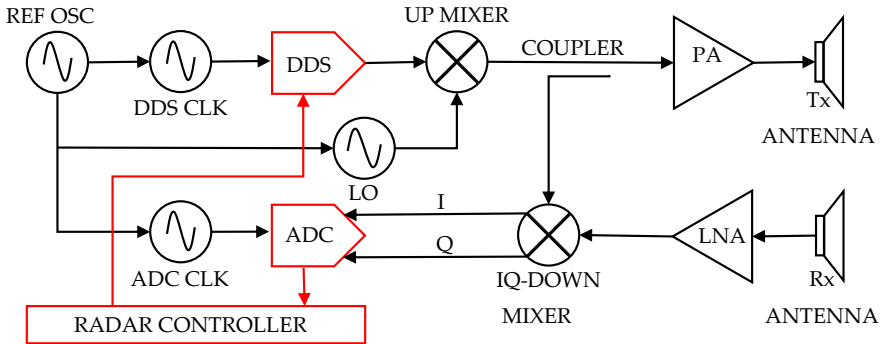 REF OSC
UP MIXER
COUPLER
DDS
PA
DDS CLK
Tx
ANTENNA
LO
I
ADC
Q
LNA
ADC CLK
IQ-DOWN
MIXER
Rx
ANTENNA
RADAR CONTROLLER